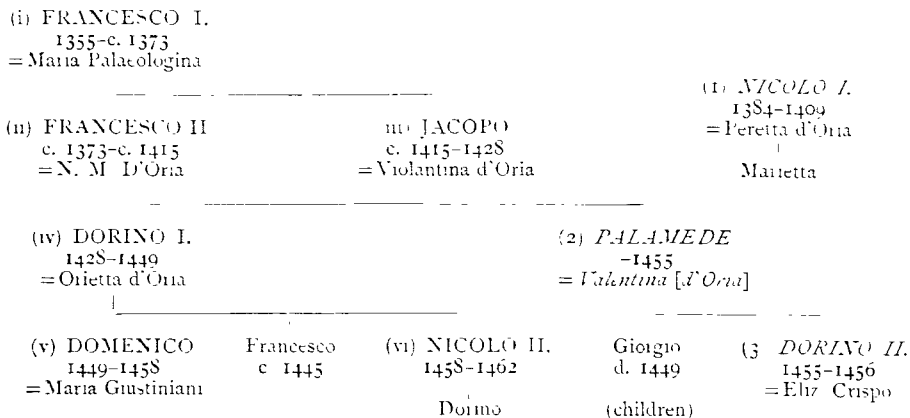 (i) FRANCESCO I.
1355-c. 1373
=Maria Palaeologina
(1) NICOLO I.
1384-1409
=Peretta d'Oria
Marietta
(ii) FRANCESCO II
c. 1373-c. 1415
=N. M. D'Oria
(iii) JACOPO
c. 1415-1428
=Violantina d'Oria
(iv) DORINO I.
1428-1449
=Orietta d'Oria
(2) PALAMEDE
-1455
= Valentina [d'Oria]
(v) DOMENICO
1449-1458
=Maria Giustiniani
Francesco
c 1445
(vi) NICOLÒ II.
1458-1462
Dorino
Giorgio
d. 1449
(children)
(3 DORINO II.
1455-1456
=Eliz Crispo